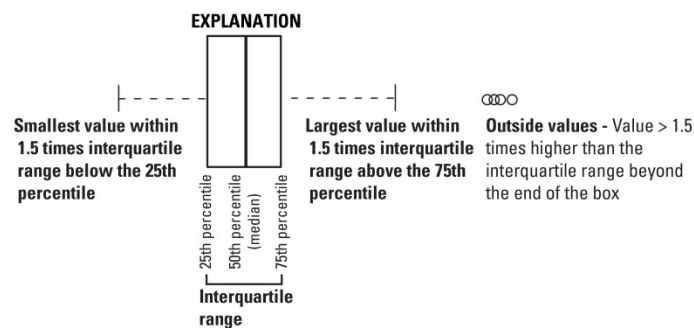 EXPLANATION
Smallest value within
1.5 times interquartile
range below the 25th
percentile
Largest value within
1.5 times interquartile
range above the 75th
percentile
Outside values - Value > 1.5
times higher than the
interquartile range beyond
the end of the box
25th percentile
50th percentile
(median)
75th percentile
Interquartile
range